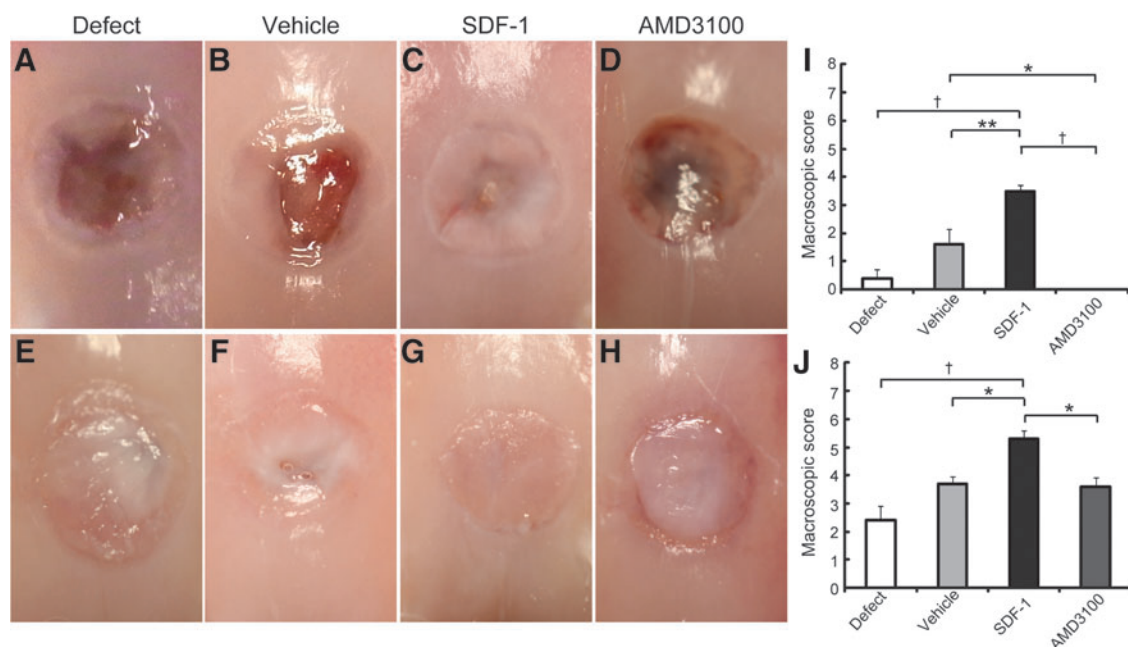 Defect Vehicle SDF-1 AMD3100
A B C D
E F G H
I
Macroscopic score
8
7
6
5
4
3
2
1
0
*
†
**
†
Defect Vehicle SDF-1 AMD3100
J
Macroscopic score
8
7
6
5
4
3
2
1
0
†
*
*
Defect Vehicle SDF-1 AMD3100